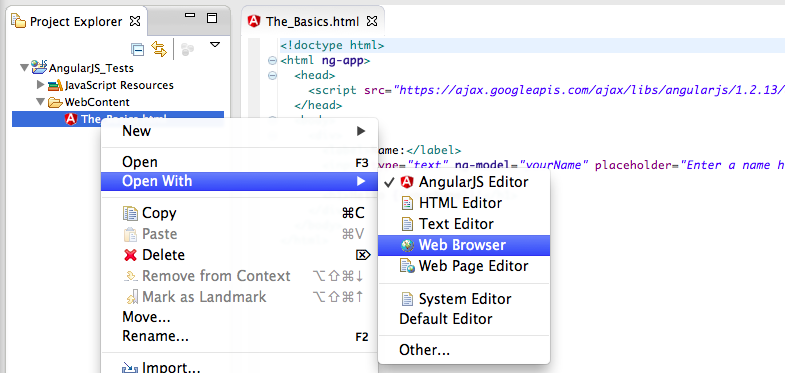 Project Explorer
AngularJS_Tests
JavaScript Resources
WebContent
The_Basics.html
The_Basics.html
<!doctype html>
<html ng-app>
<head>
<script src="https://ajax.googleapis.com/ajax/libs/angularjs/1.2.13/
</head>
ame:</label>
ype="text" ng-model="yourName" placeholder="Enter a name h
New
Open F3
Open With
Copy ⌘C
Paste ⌘V
Delete ⌦
Remove from Context ⌥⇧⌘↓
Mark as Landmark ⌥⇧⌘↑
Move...
Rename... F2
Import...
AngularJS Editor
HTML Editor
Text Editor
Web Browser
Web Page Editor
System Editor
Default Editor
Other...